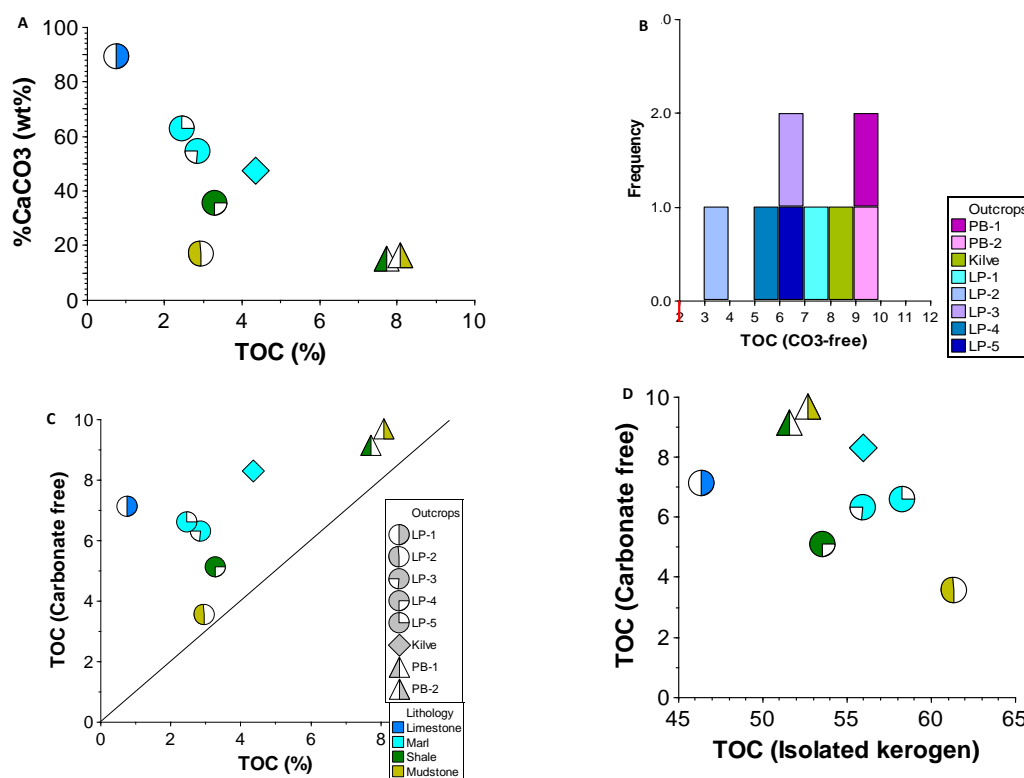 A
100
80
60
40
20
0
%CaCO3 (wt%)
0 2 4 6 8 10
TOC (%)
B
.0
2.0
1.0
0.0
Frequency
2 3 4 5 6 7 8 9 10 11 12
TOC (CO3-free)
Outcrops
PB-1
PB-2
Kilve
LP-1
LP-2
LP-3
LP-4
LP-5
C
10
8
6
4
2
0
TOC (Carbonate free)
0 2 4 6 8
TOC (%)
Outcrops
LP-1
LP-2
LP-3
LP-4
LP-5
Kilve
PB-1
PB-2
Lithology
Limestone
Marl
Shale
Mudstone
D
10
8
6
4
2
0
TOC (Carbonate free)
45 50 55 60 65
TOC (Isolated kerogen)